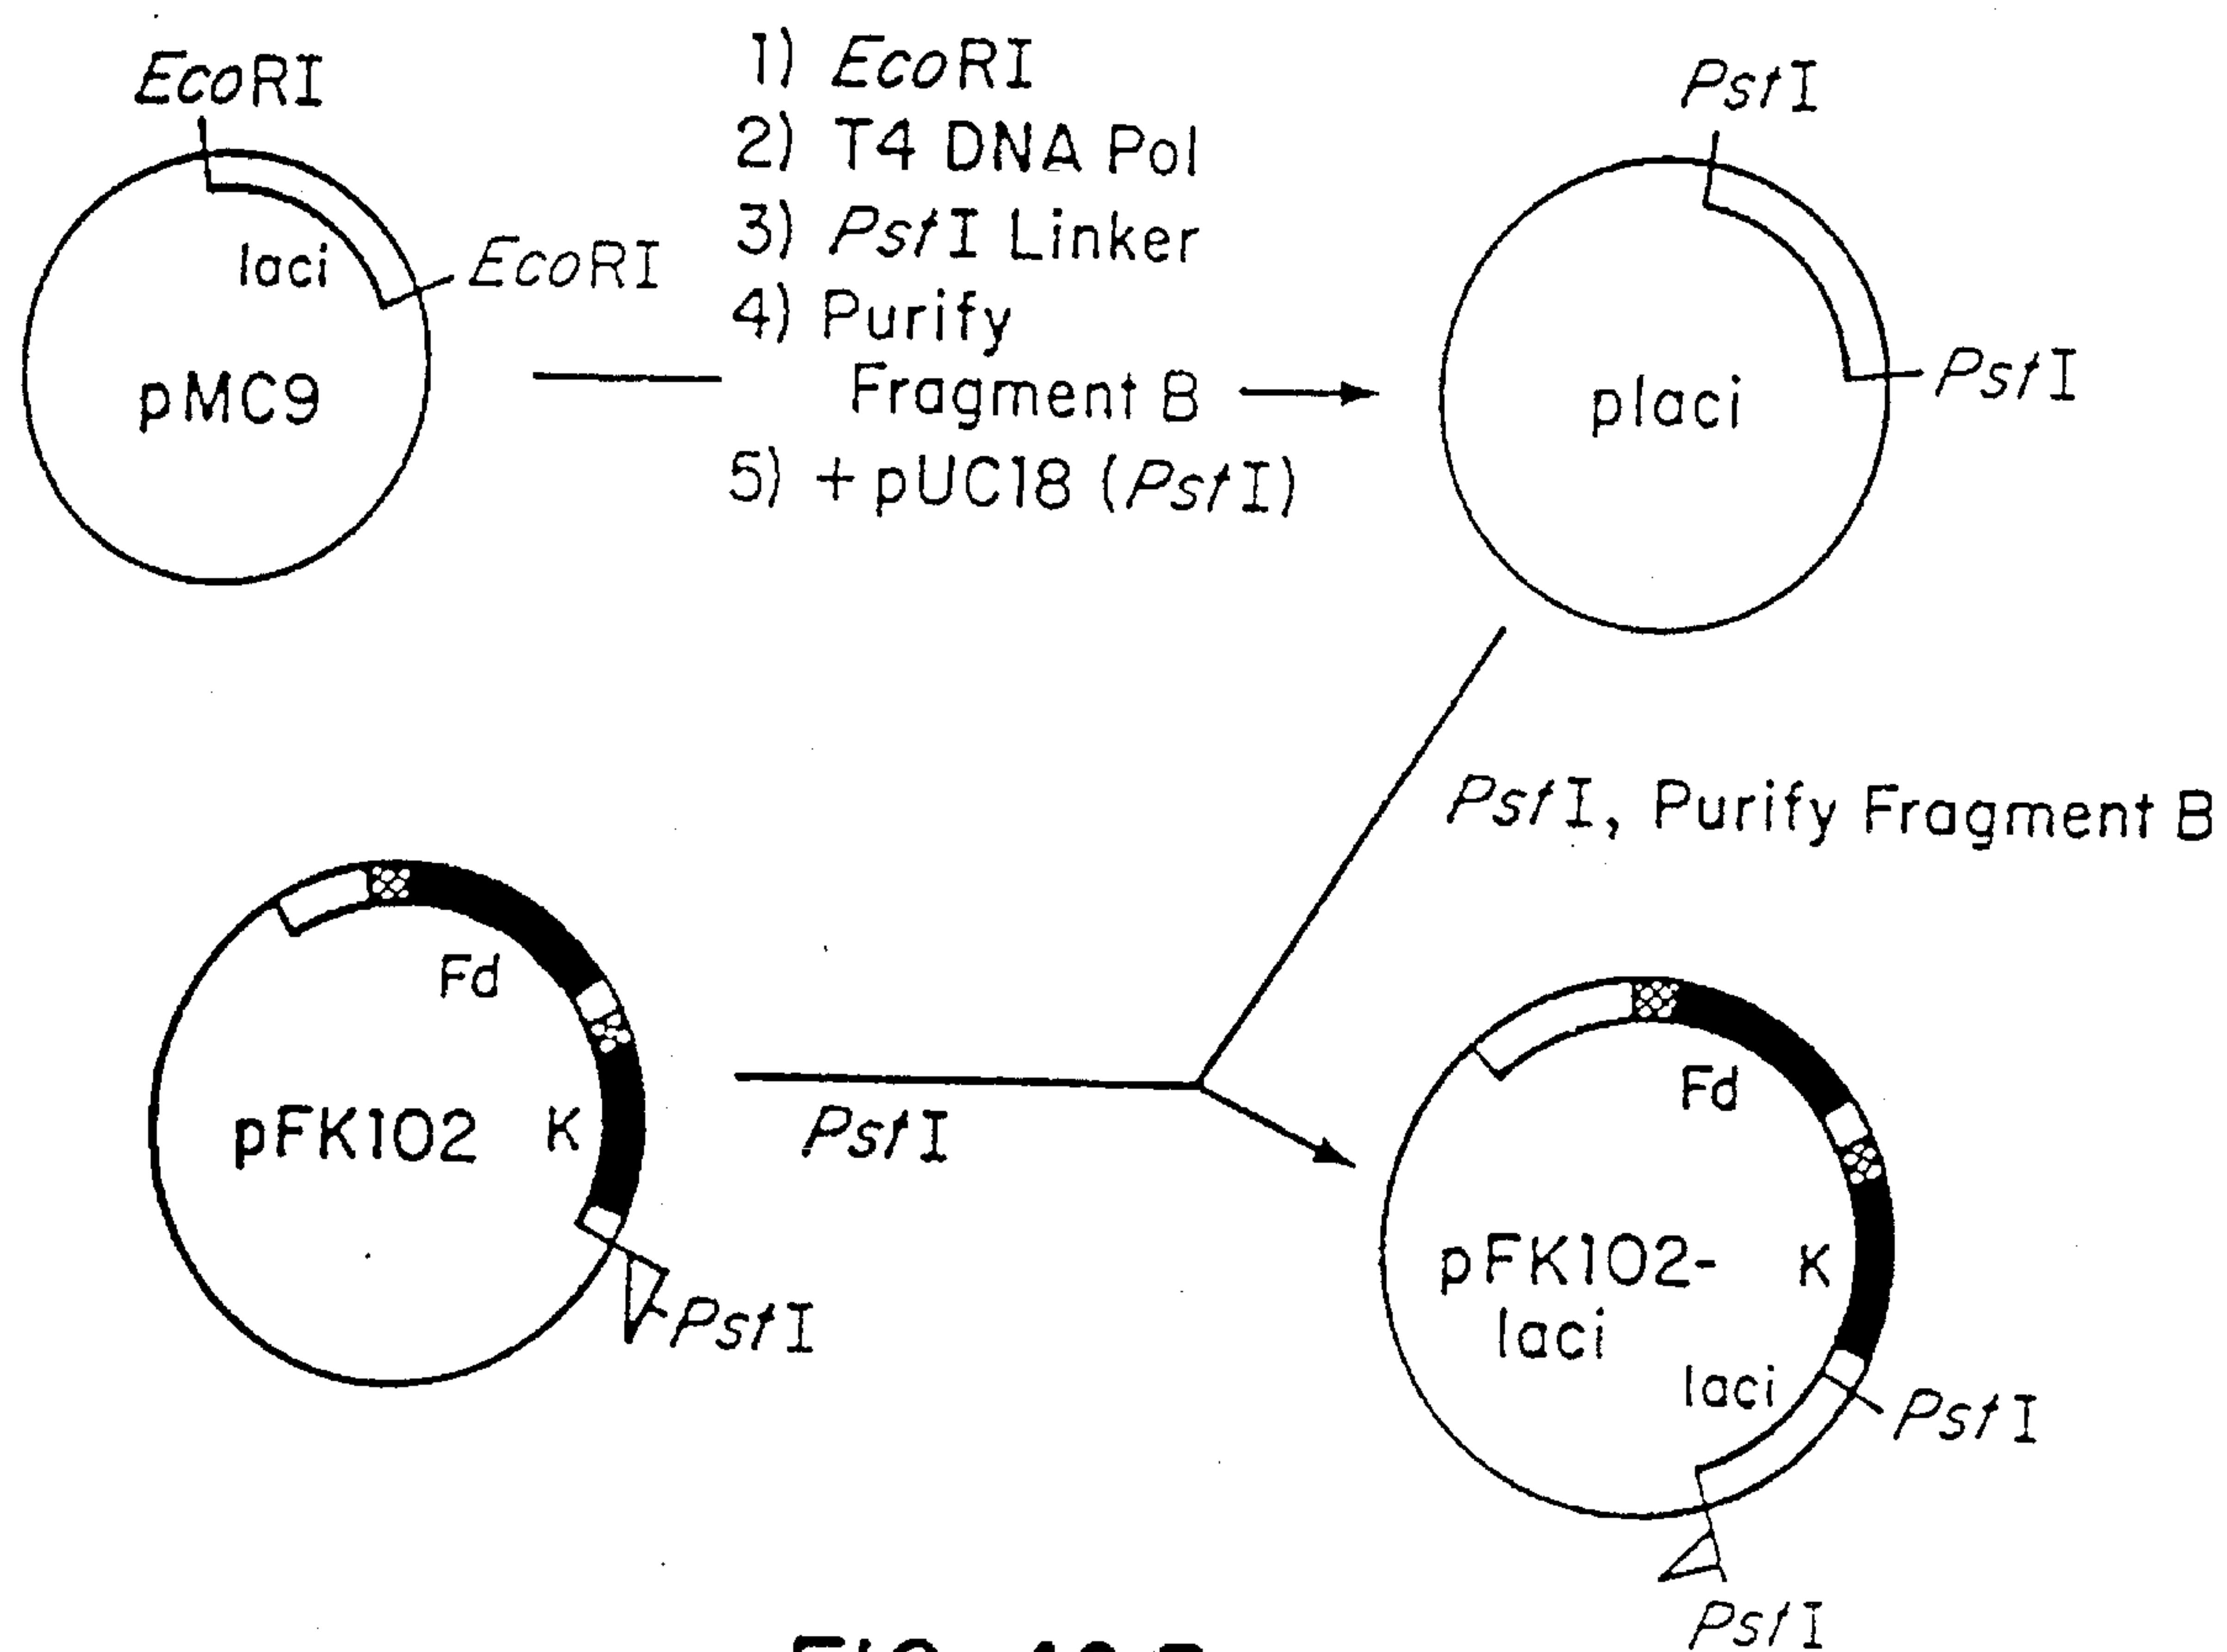 EcoRI
laci
EcoRI
pMC9
1) EcoRI
2) T4 DNA Pol
3) PstI Linker
4) Purify
Fragment B
5) + pUC18 (PstI)
PstI
placi
PstI
PstI, Purify Fragment B
Fd
pFK102 K
PstI
PstI
Fd
pFK102- K
laci
laci
PstI
PstI